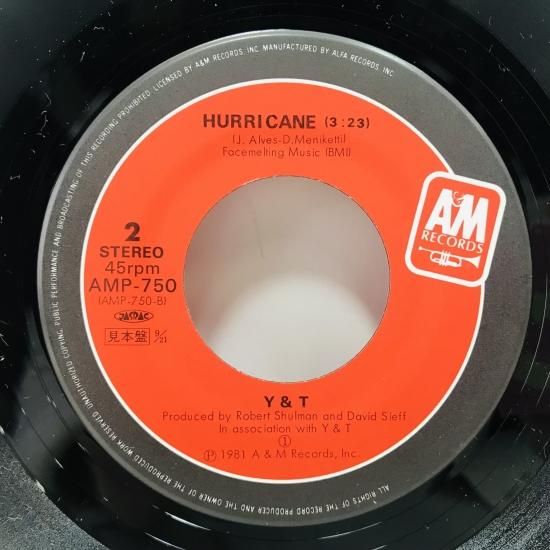 ALL RIGHTS OF THE RECORD PRODUCER AND THE OWNER OF THE REPRODUCED WORK RESERVED. UNAUTHORIZED COPYING, PUBLIC PERFORMANCE AND BROADCASTING OF THIS RECORDING PROHIBITED. LICENSED BY A&M RECORDS, INC. MANUFACTURED BY ALFA RECORDS, INC.
HURRICANE (3:23)
(J. Alves-D.Meniketti)
Facemelting Music (BMI)
A&M
RECORDS
2
STEREO
45rpm
AMP-750
(AMP-750-B)
JASRAC
見本盤 9/21
Y & T
Produced by Robert Shulman and David Sleff
In association with Y & T
①
Ⓟ 1981 A & M Records, Inc.